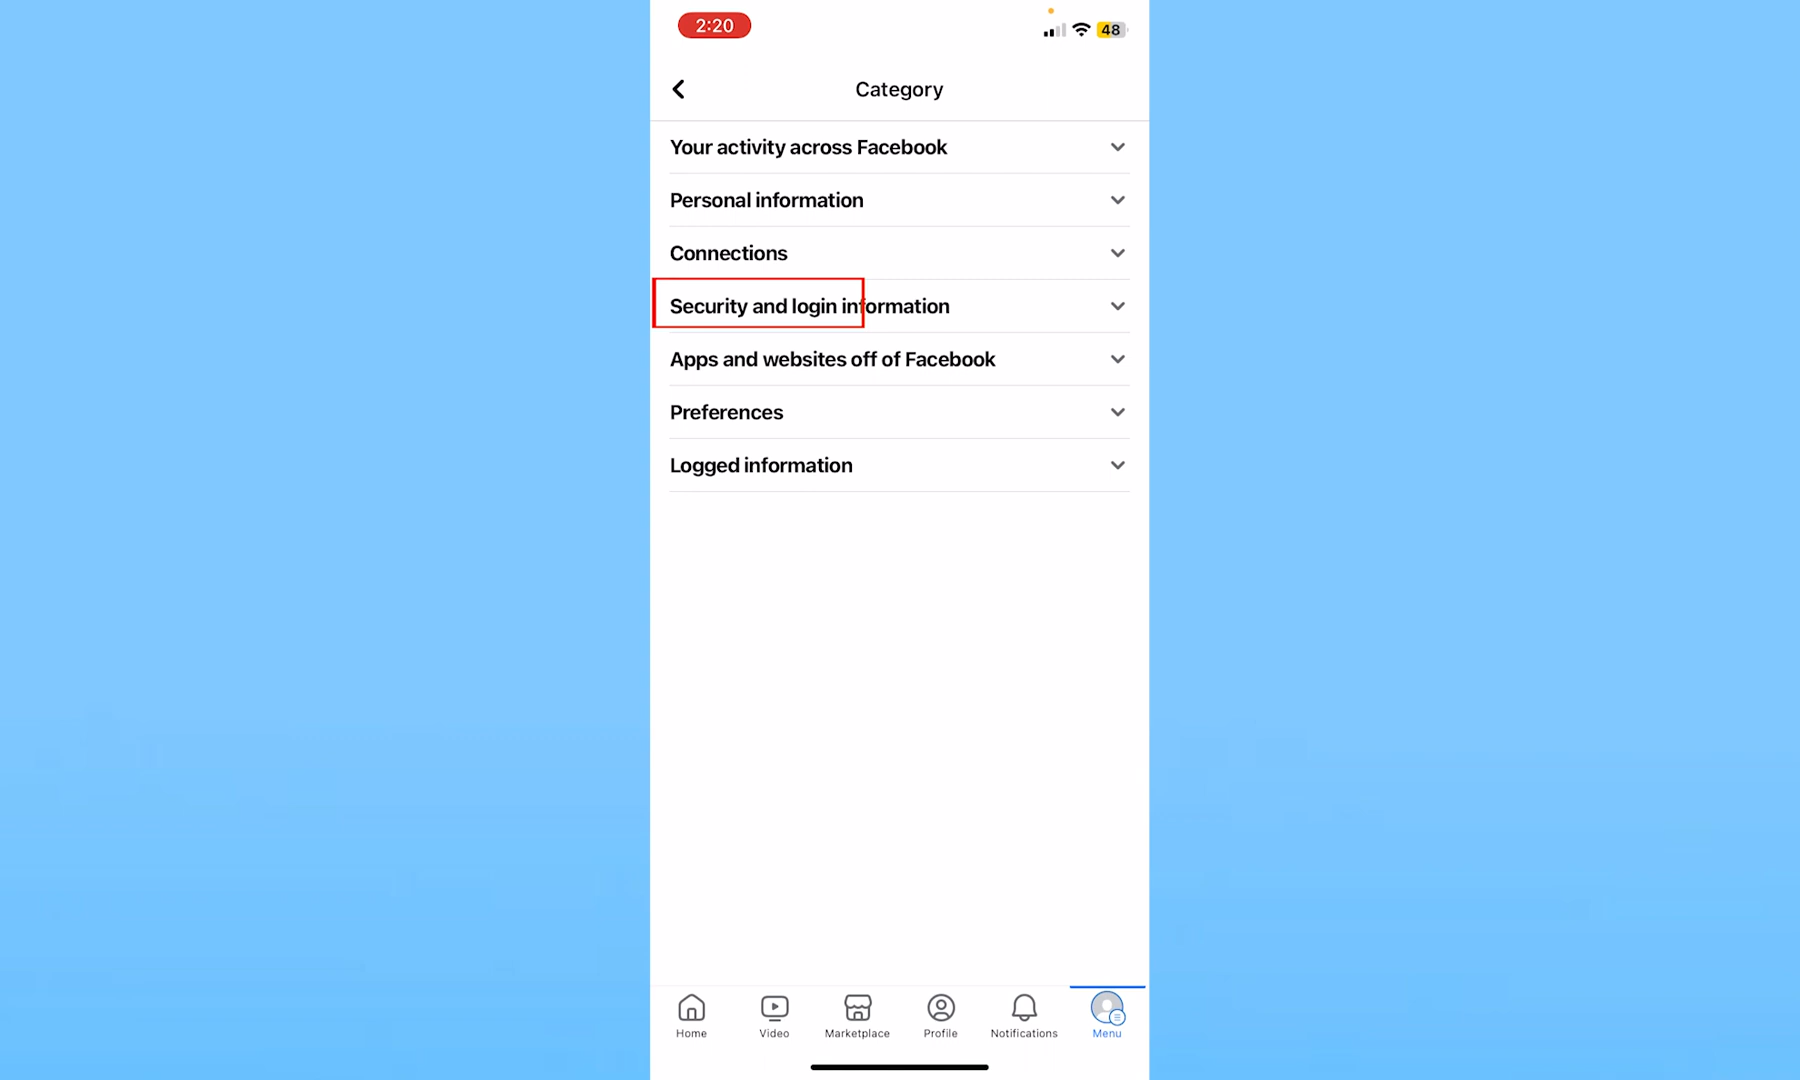 2:20
48
Category
Your activity across Facebook
Personal information
Connections
Security and login information
Apps and websites off of Facebook
Preferences
Logged information
Home Video Marketplace Profile Notifications Menu